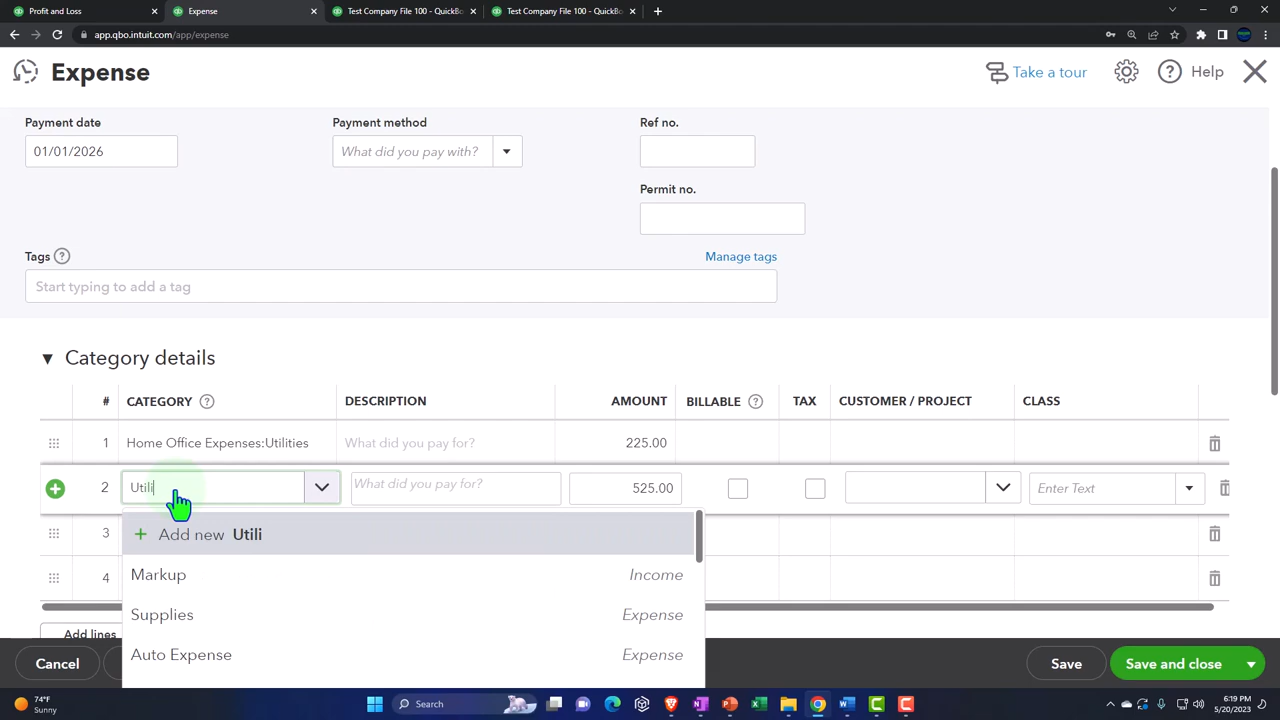 Profit and Loss
Expense
Test Company File 100 - QuickBo
Test Company File 100 - QuickBo
app.qbo.intuit.com/app/expense
Expense
Take a tour
Help
Payment date
Payment method
Ref no.
01/01/2026
What did you pay with?
Permit no.
Tags
Manage tags
Start typing to add a tag
Category details
# CATEGORY DESCRIPTION AMOUNT BILLABLE TAX CUSTOMER / PROJECT CLASS
1 Home Office Expenses:Utilities What did you pay for? 225.00
2 Utili What did you pay for? 525.00 Enter Text
3
+ Add new Utili
Markup Income
4
Supplies Expense
Add lines
Auto Expense Expense
Cancel
Save
Save and close
74°F
Sunny
Search
6:19 PM
5/20/2023